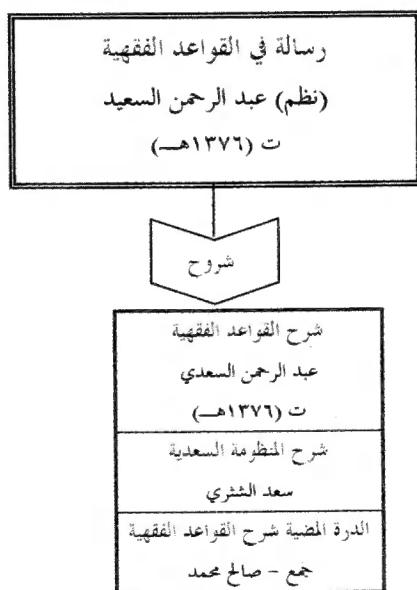 رسالة في القواعد الفقهية
(نظم) عبد الرحمن السعيد
ت (١٣٧٦هـ)
شروح
شرح القواعد الفقهية
عبد الرحمن السعدي
ت (١٣٧٦هـ)
شرح المنظومة السعدية
سعد الشثري
الدرة المضية شرح القواعد الفقهية
جمع - صالح محمد